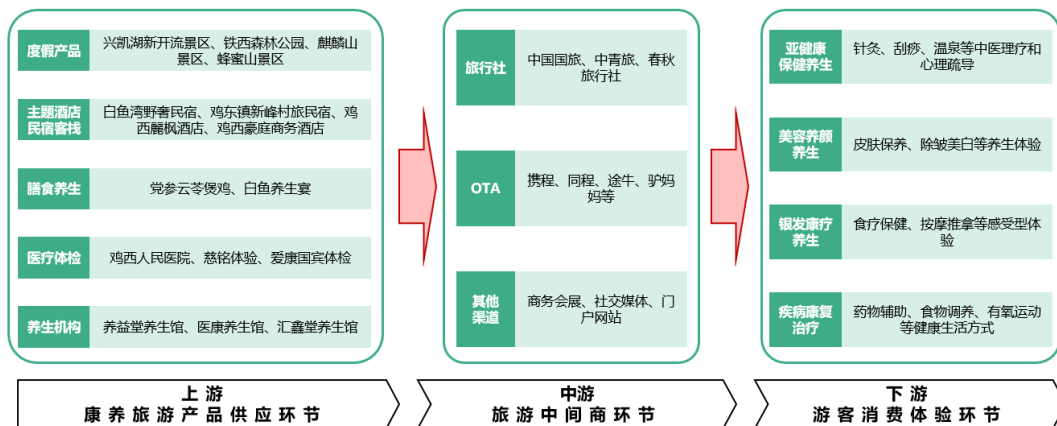 度假产品
兴凯湖新开流景区、铁西森林公园、麒麟山
景区、蜂蜜山景区
主题酒店
民宿客栈
白鱼湾野奢民宿、鸡东镇新峰村旅民宿、鸡
西麗枫酒店、鸡西豪庭商务酒店
膳食养生
党参云苓煲鸡、白鱼养生宴
医疗体检
鸡西人民医院、慈铭体验、爱康国宾体检
养生机构
养益堂养生馆、医康养生馆、汇鑫堂养生馆
上游
康养旅游产品供应环节
旅行社
中国国旅、中青旅、春秋
旅行社
OTA
携程、同程、途牛、驴妈
妈等
其他
渠道
商务会展、社交媒体、门
户网站
中游
旅游中间商环节
亚健康
保健养生
针灸、刮痧、温泉等中医理疗和
心理疏导
美容养颜
养生
皮肤保养、除皱美白等养生体验
银发康疗
养生
食疗保健、按摩推拿等感受型体
验
疾病康复
治疗
药物辅助、食物调养、有氧运动
等健康生活方式
下游
游客消费体验环节